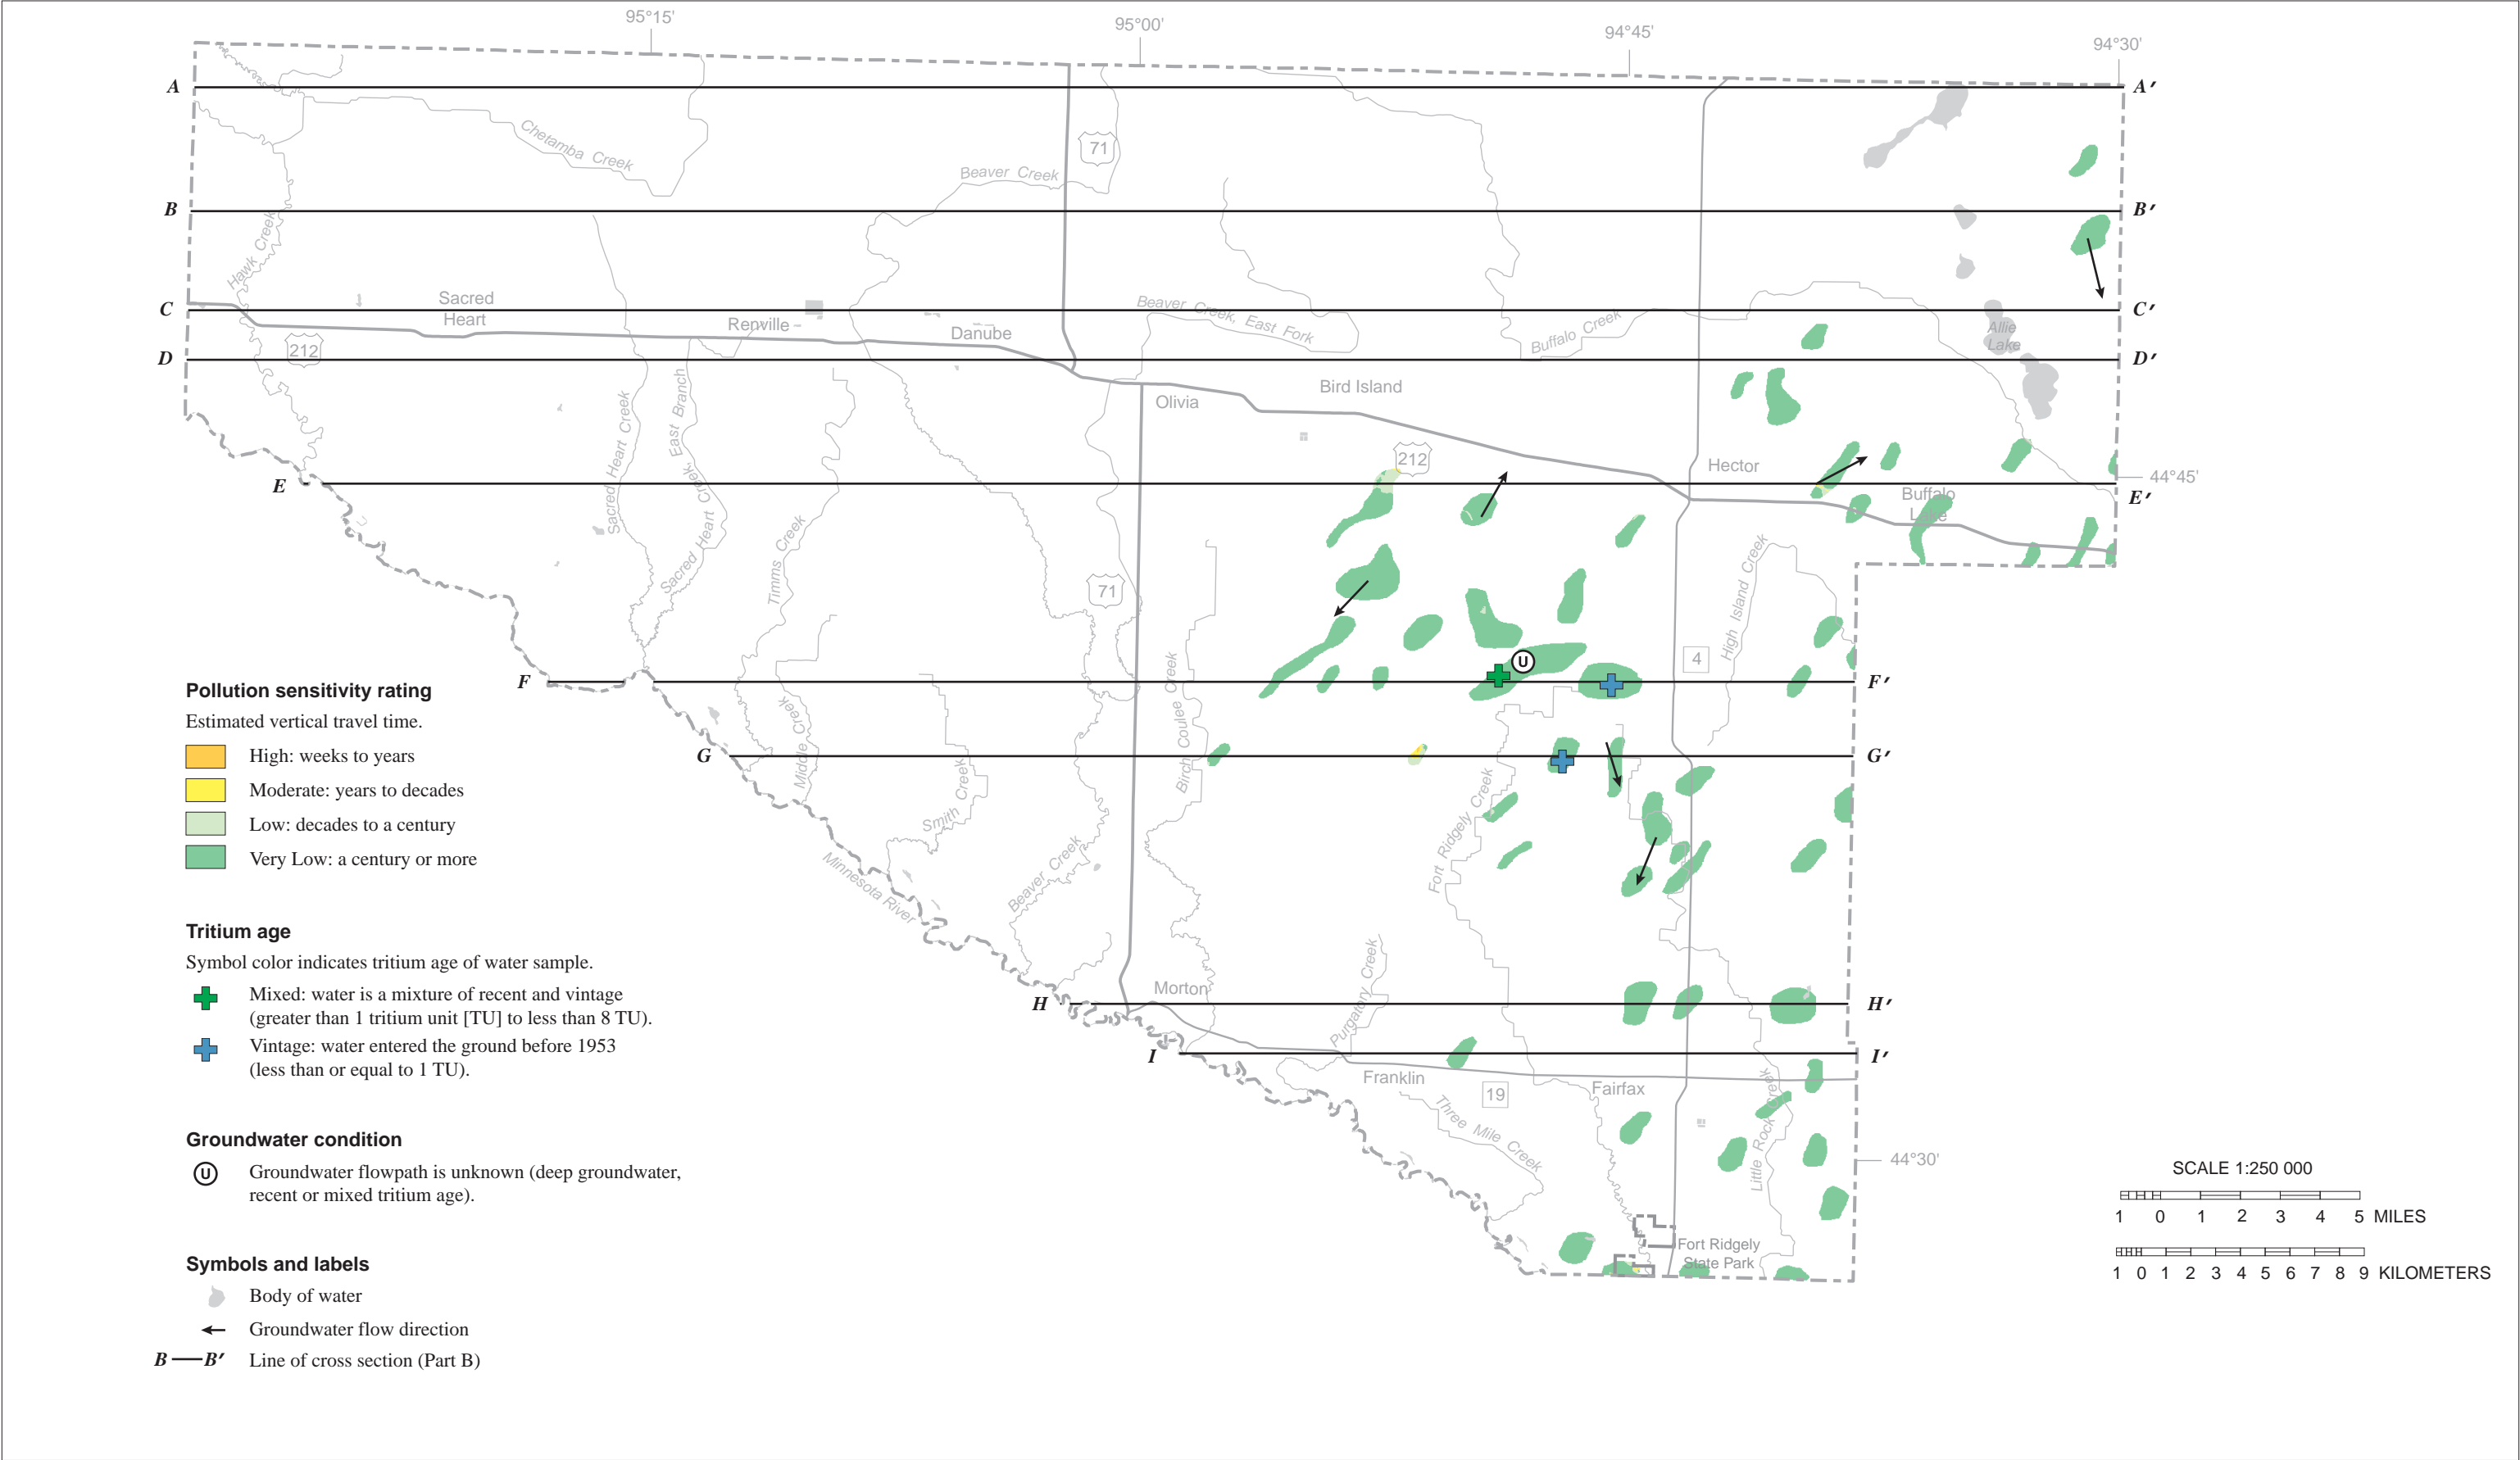 95°15'
95°00'
94°45'
94°30'
A
A′
Chetamba Creek
71
Beaver Creek
B
B′
Hawk Creek
C
Sacred
Heart
Renville
Danube
Beaver Creek, East Fork
Buffalo Creek
Allie
Lake
C′
212
D
D′
Bird Island
Olivia
Sacred Heart Creek
Sacred Heart Creek, East Branch
212
Hector
44°45'
E
E′
Buffalo
Lake
Timms Creek
71
High Island Creek
4
Birch Coulee Creek
F
F′
Middle Creek
G
G′
Smith Creek
Fort Ridgely Creek
Minnesota River
Beaver Creek
Purgatory Creek
H
Morton
H′
I
I′
Franklin
19
Fairfax
Three Mile Creek
Little Rock Creek
44°30'
Fort Ridgely
State Park
Pollution sensitivity rating
Estimated vertical travel time.
High: weeks to years
Moderate: years to decades
Low: decades to a century
Very Low: a century or more
Tritium age
Symbol color indicates tritium age of water sample.
Mixed: water is a mixture of recent and vintage
(greater than 1 tritium unit [TU] to less than 8 TU).
Vintage: water entered the ground before 1953
(less than or equal to 1 TU).
Groundwater condition
U
U Groundwater flowpath is unknown (deep groundwater,
recent or mixed tritium age).
Symbols and labels
Body of water
Groundwater flow direction
B B′ Line of cross section (Part B)
SCALE 1:250 000
1 0 1 2 3 4 5 MILES
1 0 1 2 3 4 5 6 7 8 9 KILOMETERS